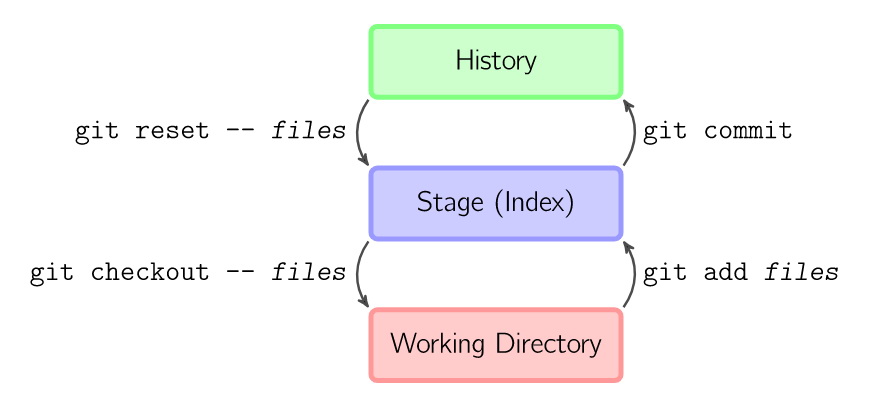 History
git reset -- files
git commit
Stage (Index)
git checkout -- files
git add files
Working Directory